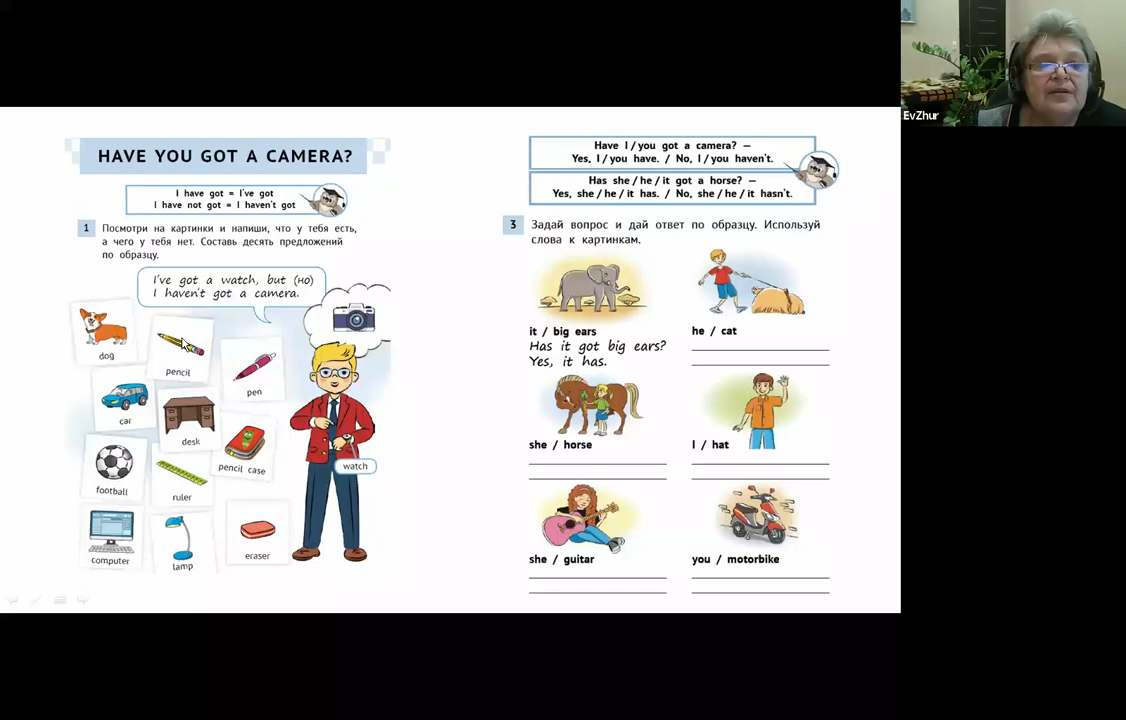 HAVE YOU GOT A CAMERA?
I have got = I've got
I have not got = I haven't got
1 Посмотри на картинки и напиши, что у тебя есть,
а чего у тебя нет. Составь десять предложений
по образцу.
I've got a watch, but (но)
I haven't got a camera.
dog
pencil
pen
car
desk
pencil case
watch
football
ruler
computer
lamp
eraser
Have I / you got a camera? —
Yes, I / you have. / No, I / you haven't.
Has she / he / it got a horse? —
Yes, she / he / it has. / No, she / he / it hasn't.
3 Задай вопрос и дай ответ по образцу. Используй
слова к картинкам.
it / big ears
Has it got big ears?
Yes, it has.
he / cat
she / horse
I / hat
she / guitar
you / motorbike
EvZhur